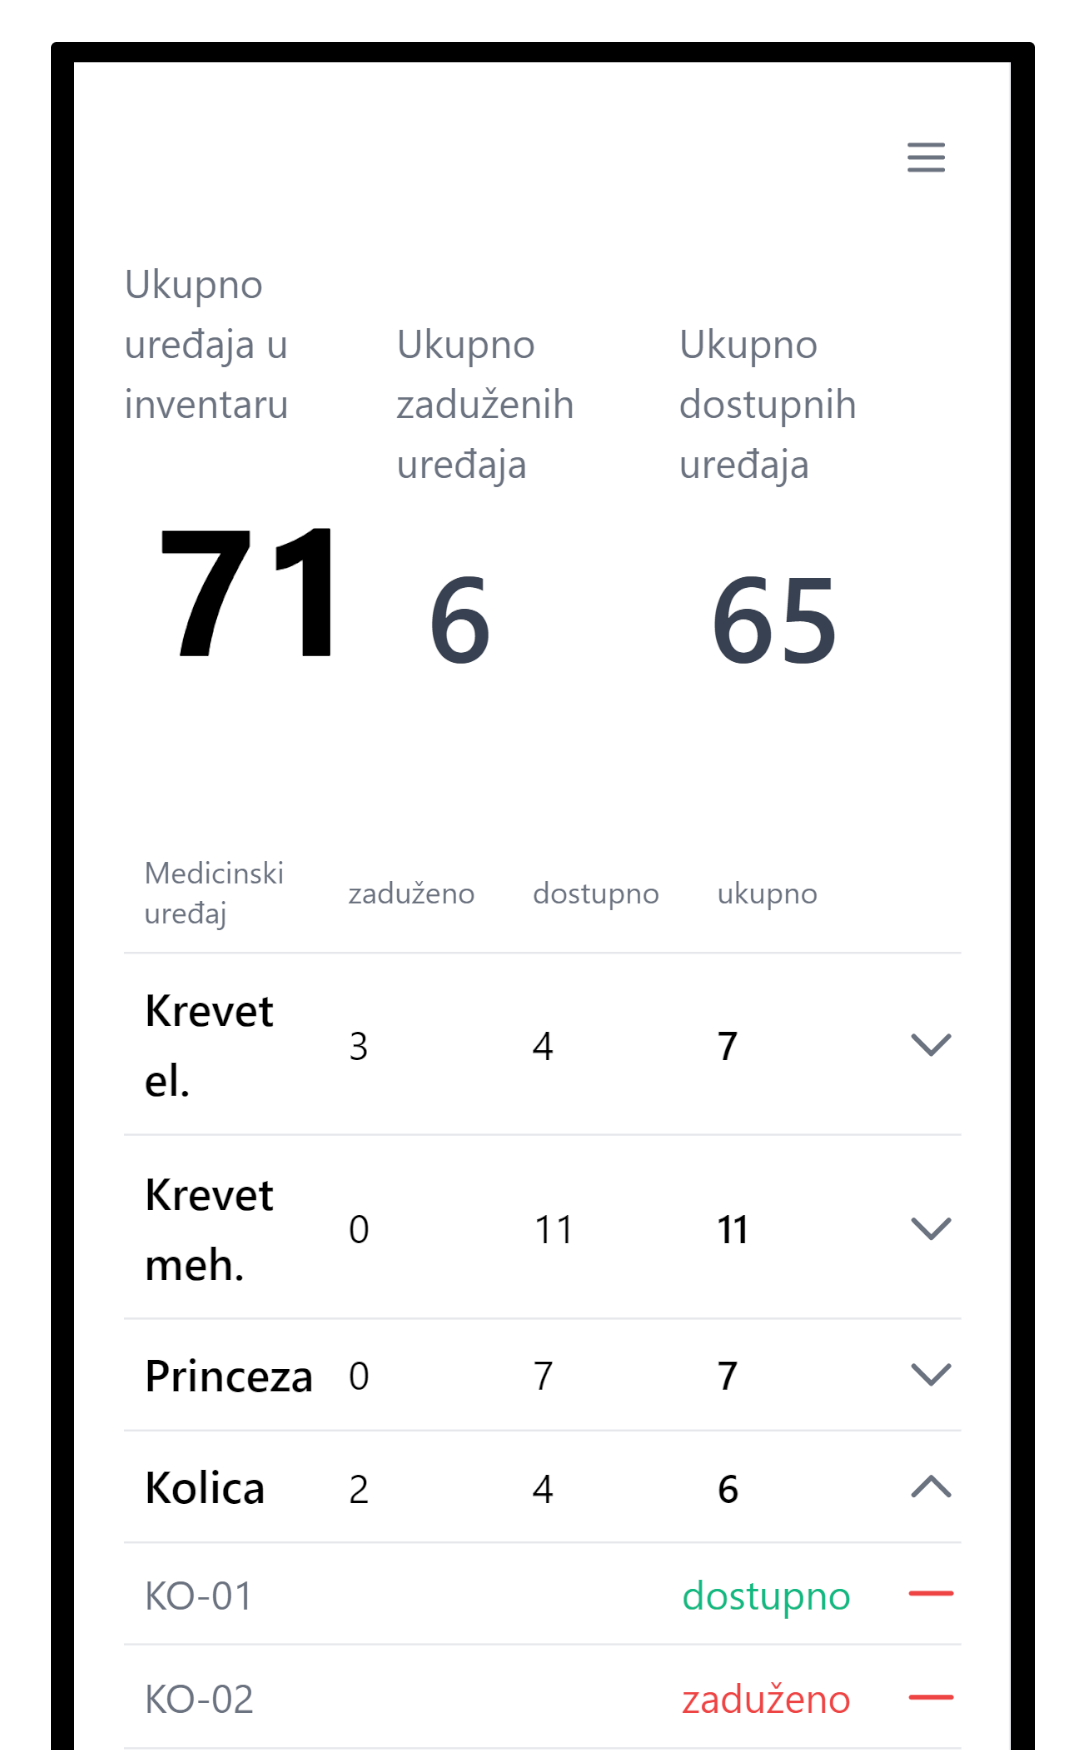 Ukupno
uređaja u
inventaru
71
Ukupno
zaduženih
uređaja
6
Ukupno
dostupnih
uređaja
65
Medicinski
uređaj
zaduženo
dostupno
ukupno
Krevet
el.
3
4
7
Krevet
meh.
0
11
11
Princeza
0
7
7
Kolica
2
4
6
KO-01
dostupno
KO-02
zaduženo